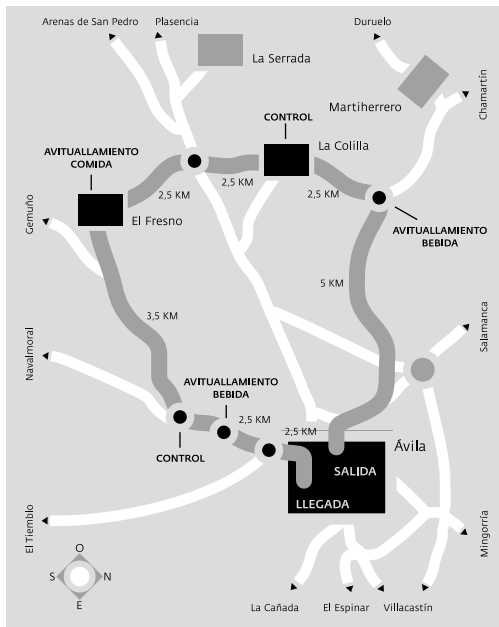 Arenas de San Pedro
Plasencia
Duruelo
La Serrada
Martiherrero
Chamartín
CONTROL
La Colilla
AVITUALLAMIENTO
COMIDA
2,5 KM
2,5 KM
2,5 KM
El Fresno
Gemuño
AVITUALLAMIENTO
BEBIDA
5 KM
3,5 KM
Salamanca
Navalmoral
AVITUALLAMIENTO
BEBIDA
2,5 KM
2,5 KM
CONTROL
Ávila
SALIDA
LLEGADA
El Tiemblo
Mingorría
O
S
N
E
La Cañada
El Espinar
Villacastín